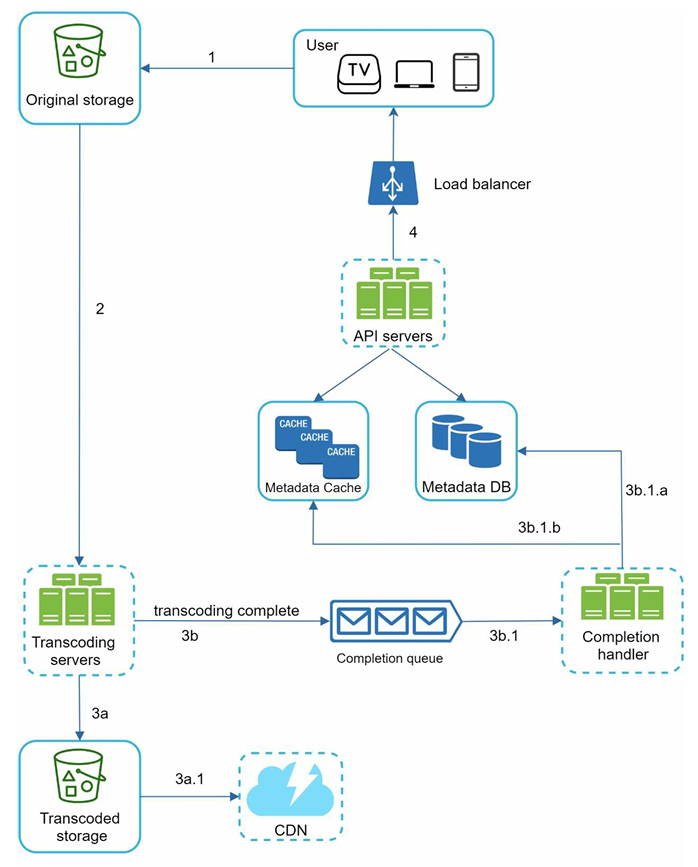 User
TV
1
Original storage
Load balancer
4
2
API servers
CACHE
CACHE
CACHE
Metadata Cache
Metadata DB
3b.1.a
3b.1.b
transcoding complete
3b
3b.1
Transcoding
servers
Completion queue
Completion
handler
3a
3a.1
Transcoded
storage
CDN